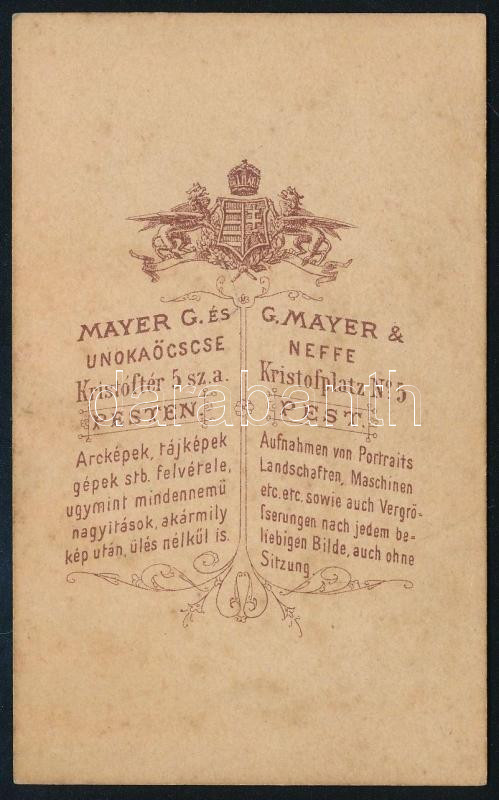 MAYER G. ÉS
UNOKAÖCSCSE
Kristóftér 5 sz. a.
PESTEN.
Arcképek, tájképek
gépek stb. felvétele,
ugymint mindennemű
nagyitások, akármily
kép után, ülés nélkül is.
G. MAYER &
NEFFE
Kristofplatz No. 5
PEST
Aufnahmen von Portraits
Landschaften, Maschinen
etc. etc. sowie auch Vergrö-
ſserungen nach jedem be-
liebigen Bilde, auch ohne
Sitzung
darabanth